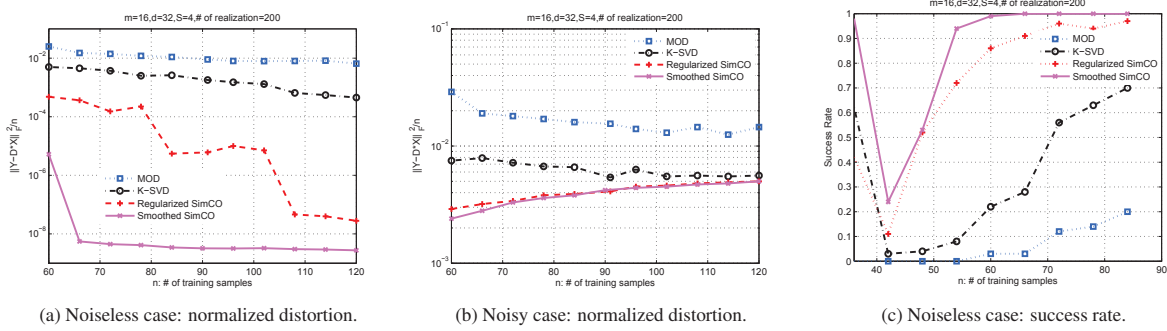 m=16,d=32,S=4,# of realization=200
||Y−D*X||_F^2/n
10^-2
10^-4
10^-6
10^-8
MOD
K−SVD
Regularized SimCO
Smoothed SimCO
60 70 80 90 100 110 120
n: # of training samples
(a) Noiseless case: normalized distortion.
m=16,d=32,S=4,# of realization=200
||Y−D*X||_F^2/n
10^-1
10^-2
10^-3
MOD
K−SVD
Regularized SimCO
Smoothed SimCO
60 70 80 90 100 110 120
n: # of training samples
(b) Noisy case: normalized distortion.
m=16,d=32,S=4,# of realization=200
Success Rate
1
0.9
0.8
0.7
0.6
0.5
0.4
0.3
0.2
0.1
0
MOD
K−SVD
Regularized SimCO
Smoothed SimCO
40 50 60 70 80 90
n: # of training samples
(c) Noiseless case: success rate.